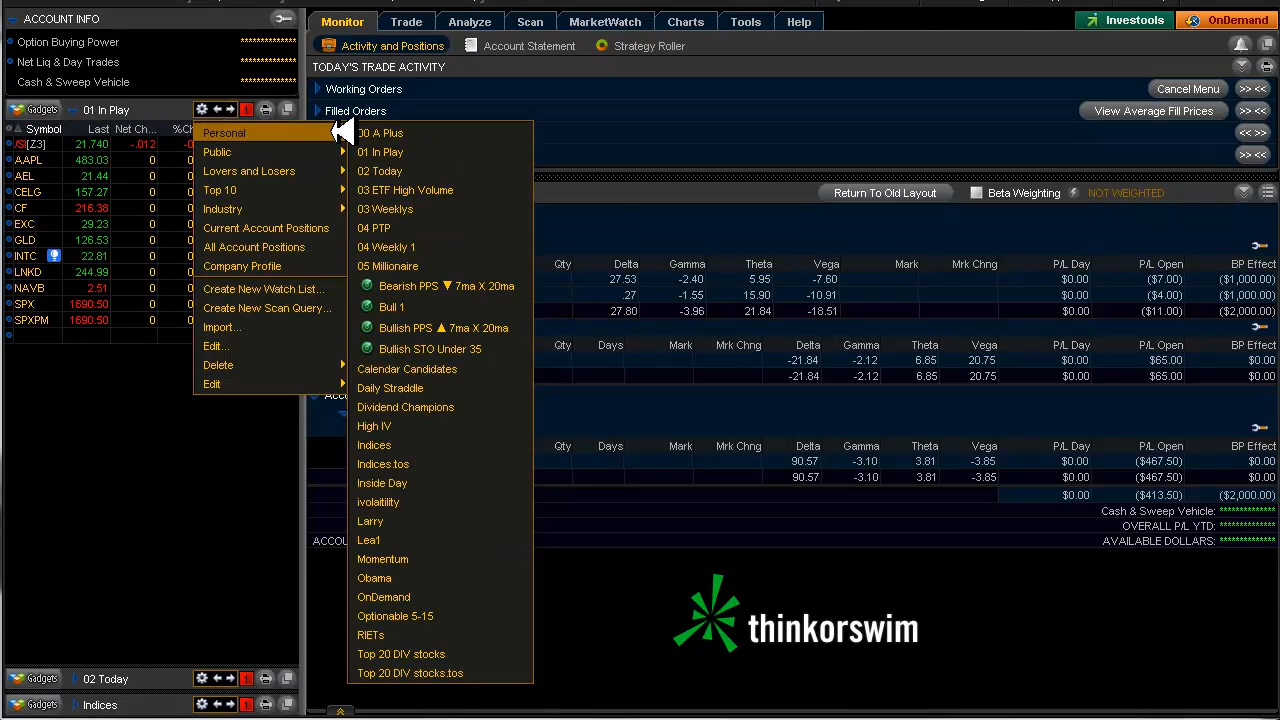 ACCOUNT INFO
Option Buying Power ************
Net Liq & Day Trades ************
Cash & Sweep Vehicle ************
Gadgets 01 In Play 1
Symbol Last Net Ch... %Ch
/SI[Z3] 21.740 -.012
AAPL 483.03 0
AEL 21.44 0
CELG 157.27 0
CF 216.38 0
EXC 29.23 0
GLD 126.53 0
INTC 22.81 0
LNKD 244.99 0
NAVB 2.51 0
SPX 1690.50 0
SPXPM 1690.50 0
Personal
Public
Lovers and Losers
Top 10
Industry
Current Account Positions
All Account Positions
Company Profile
Create New Watch List...
Create New Scan Query...
Import...
Edit...
Delete
Edit
00 A Plus
01 In Play
02 Today
03 ETF High Volume
03 Weeklys
04 PTP
04 Weekly 1
05 Millionaire
Bearish PPS ▼ 7ma X 20ma
Bull 1
Bullish PPS ▲ 7ma X 20ma
Bullish STO Under 35
Calendar Candidates
Daily Straddle
Dividend Champions
High IV
Indices
Indices.tos
Inside Day
ivolaitility
Larry
Lea1
Momentum
Obama
OnDemand
Optionable 5-15
RIETs
Top 20 DIV stocks
Top 20 DIV stocks.tos
Gadgets 02 Today 1
Gadgets Indices 1
Monitor Trade Analyze Scan MarketWatch Charts Tools Help Investools OnDemand
Activity and Positions Account Statement Strategy Roller
TODAY'S TRADE ACTIVITY
Working Orders Cancel Menu >> <<
Filled Orders View Average Fill Prices >> <<
<< >>
>> <<
Return To Old Layout Beta Weighting NOT WEIGHTED
Qty Delta Gamma Theta Vega Mark Mrk Chng P/L Day P/L Open BP Effect
27.53 -2.40 5.95 -7.60 $0.00 ($7.00) ($1,000.00)
.27 -1.55 15.90 -10.91 $0.00 ($4.00) ($1,000.00)
27.80 -3.96 21.84 -18.51 $0.00 ($11.00) ($2,000.00)
Qty Days Mark Mrk Chng Delta Gamma Theta Vega P/L Day P/L Open BP Effect
-21.84 -2.12 6.85 20.75 $0.00 $65.00 $0.00
-21.84 -2.12 6.85 20.75 $0.00 $65.00 $0.00
Qty Days Mark Mrk Chng Delta Gamma Theta Vega P/L Day P/L Open BP Effect
90.57 -3.10 3.81 -3.85 $0.00 ($467.50) $0.00
90.57 -3.10 3.81 -3.85 $0.00 ($467.50) $0.00
$0.00 ($413.50) ($2,000.00)
Cash & Sweep Vehicle: ************
OVERALL P/L YTD: ************
ACCOU AVAILABLE DOLLARS: ************
thinkorswim